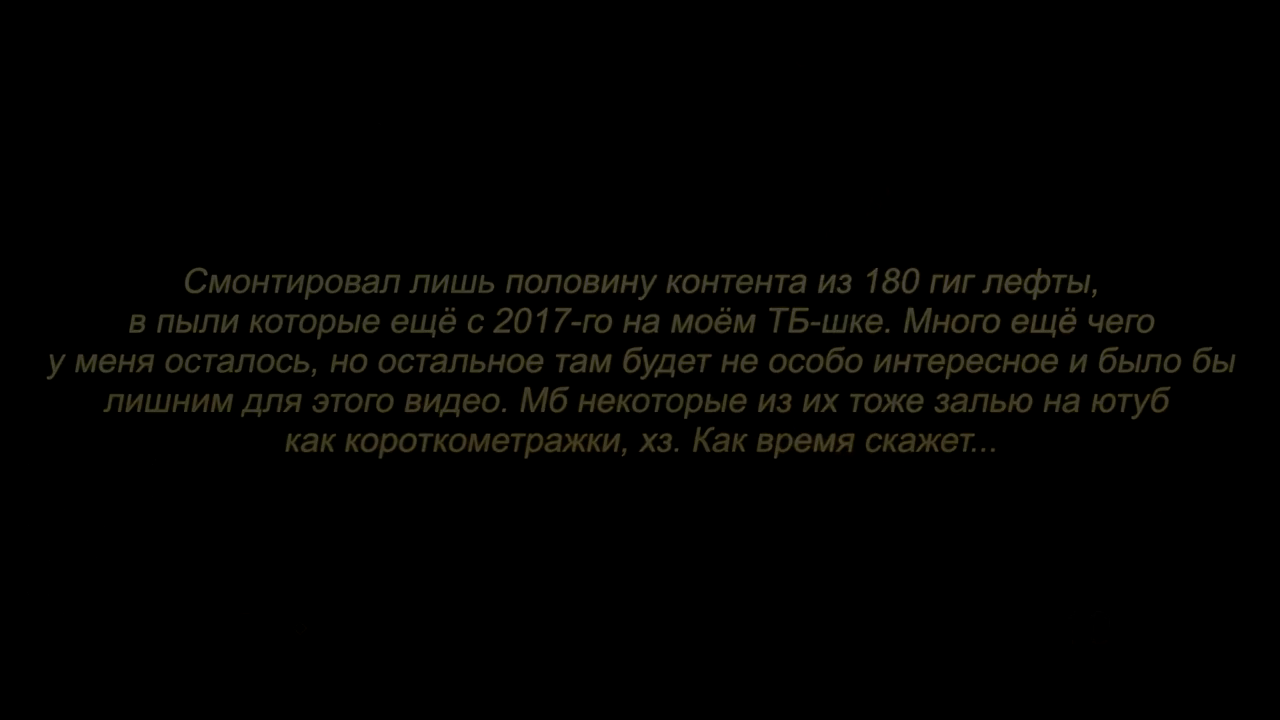 Смонтировал лишь половину контента из 180 гиг лефты,
в пыли которые ещё с 2017-го на моём ТБ-шке. Много ещё чего
у меня осталось, но остальное там будет не особо интересное и было бы
лишним для этого видео. Мб некоторые из их тоже залью на ютуб
как короткометражки, хз. Как время скажет...